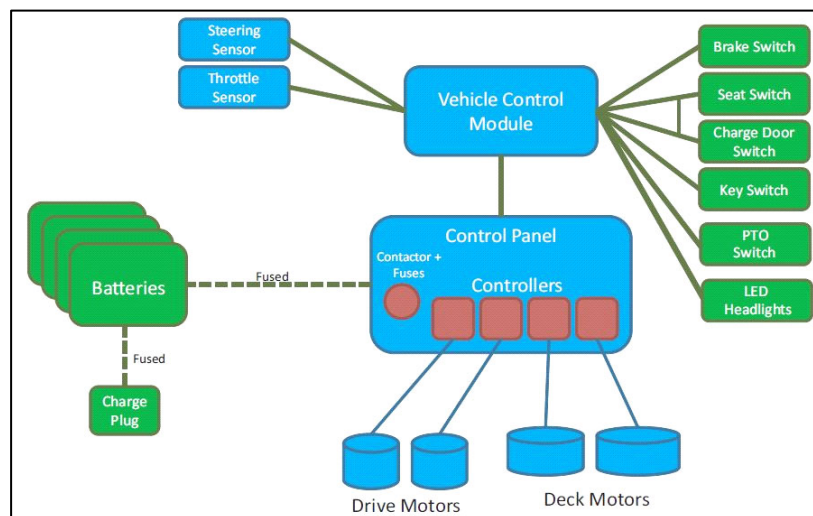 Steering
Sensor
Throttle
Sensor
Vehicle Control
Module
Brake Switch
Seat Switch
Charge Door
Switch
Key Switch
PTO
Switch
LED
Headlights
Control Panel
Contactor +
Fuses
Controllers
Batteries
Fused
Fused
Charge
Plug
Drive Motors
Deck Motors